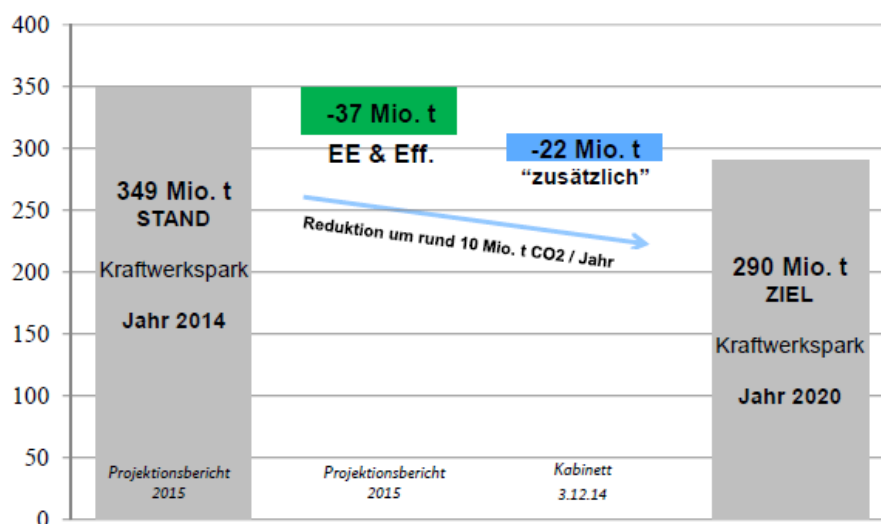 400
350
300
250
200
150
100
50
0
349 Mio. t
STAND
Kraftwerkspark
Jahr 2014
Projektionsbericht
2015
-37 Mio. t
EE & Eff.
Projektionsbericht
2015
-22 Mio. t
“zusätzlich”
Kabinett
3.12.14
Reduktion um rund 10 Mio. t CO2 / Jahr
290 Mio. t
ZIEL
Kraftwerkspark
Jahr 2020